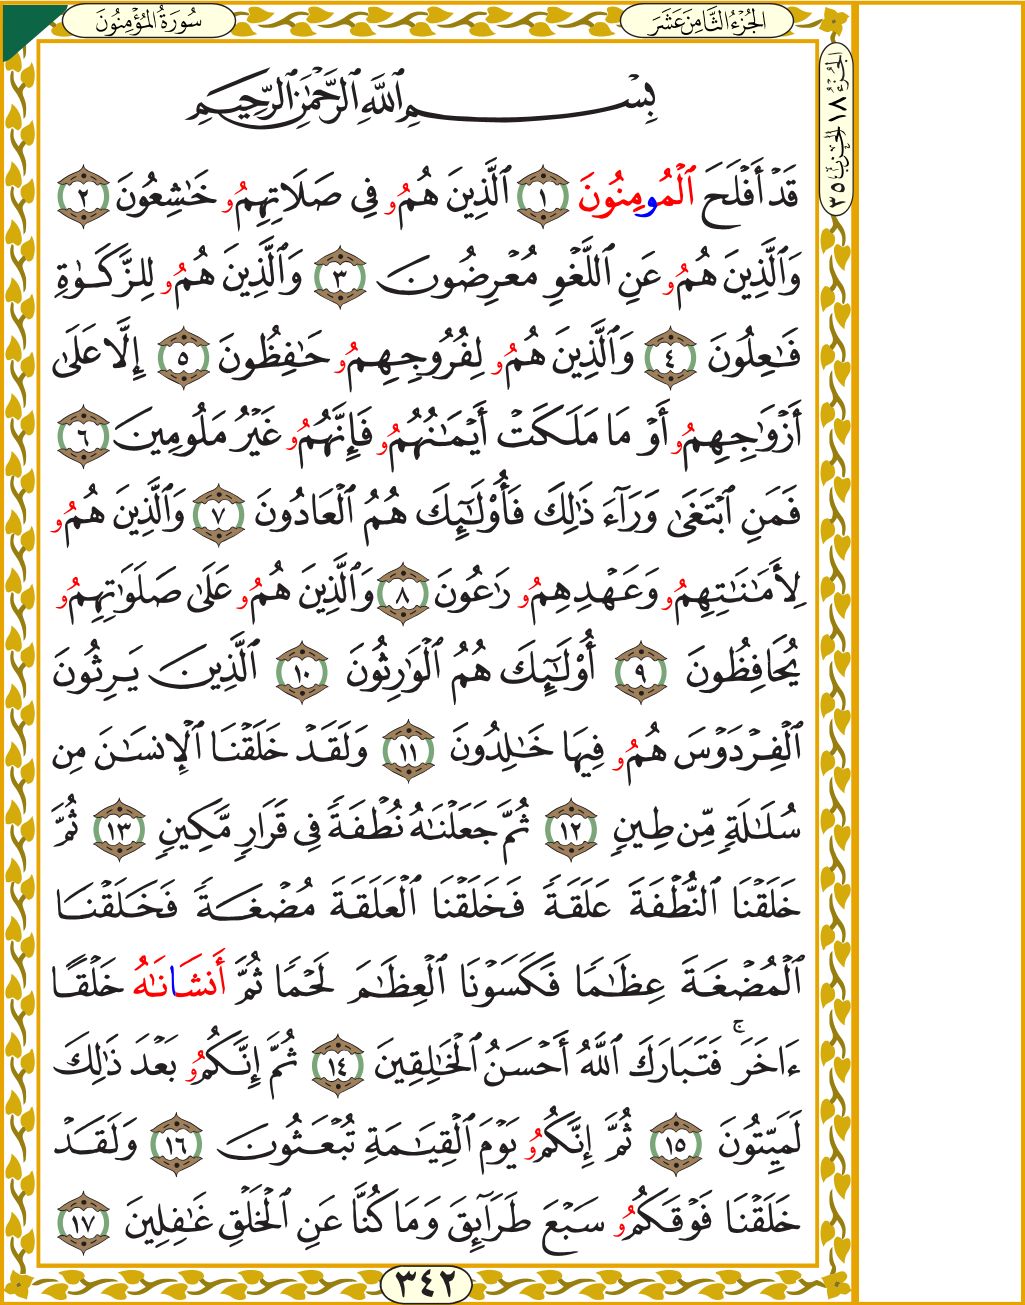 سُورَةُ المُؤْمِنُونَ
الجُزْءُ الثَّامِنَ عَشَرَ
الجُزْءُ ١٨ الحِزْبُ ٣٥
بِسْمِ ٱللَّهِ ٱلرَّحْمَٰنِ ٱلرَّحِيمِ
قَدْ أَفْلَحَ ٱلْمُومِنُونَ ١ ٱلَّذِينَ هُمُۥ فِي صَلَاتِهِمُۥ خَٰشِعُونَ ٢
وَٱلَّذِينَ هُمُۥ عَنِ ٱللَّغْوِ مُعْرِضُونَ ٣ وَٱلَّذِينَ هُمُۥ لِلزَّكَوٰةِ
فَٰعِلُونَ ٤ وَٱلَّذِينَ هُمُۥ لِفُرُوجِهِمُۥ حَٰفِظُونَ ٥ إِلَّا عَلَىٰ
أَزْوَٰجِهِمُۥ أَوْ مَا مَلَكَتْ أَيْمَٰنُهُمُۥ فَإِنَّهُمُۥ غَيْرُ مَلُومِينَ ٦
فَمَنِ ٱبْتَغَىٰ وَرَآءَ ذَٰلِكَ فَأُوْلَٰٓئِكَ هُمُ ٱلْعَادُونَ ٧ وَٱلَّذِينَ هُمُۥ
لِأَمَٰنَٰتِهِمُۥ وَعَهْدِهِمُۥ رَٰعُونَ ٨ وَٱلَّذِينَ هُمُۥ عَلَىٰ صَلَوَٰتِهِمُۥ
يُحَافِظُونَ ٩ أُوْلَٰٓئِكَ هُمُ ٱلْوَٰرِثُونَ ١٠ ٱلَّذِينَ يَرِثُونَ
ٱلْفِرْدَوْسَ هُمُۥ فِيهَا خَٰلِدُونَ ١١ وَلَقَدْ خَلَقْنَا ٱلْإِنسَٰنَ مِن
سُلَٰلَةٍ مِّن طِينٍ ١٢ ثُمَّ جَعَلْنَٰهُ نُطْفَةً فِي قَرَارٍ مَّكِينٍ ١٣ ثُمَّ
خَلَقْنَا ٱلنُّطْفَةَ عَلَقَةً فَخَلَقْنَا ٱلْعَلَقَةَ مُضْغَةً فَخَلَقْنَا
ٱلْمُضْغَةَ عِظَٰمًا فَكَسَوْنَا ٱلْعِظَٰمَ لَحْمًا ثُمَّ أَنشَانَٰهُ خَلْقًا
ءَاخَرَۚ فَتَبَارَكَ ٱللَّهُ أَحْسَنُ ٱلْخَٰلِقِينَ ١٤ ثُمَّ إِنَّكُمُۥ بَعْدَ ذَٰلِكَ
لَمَيِّتُونَ ١٥ ثُمَّ إِنَّكُمُۥ يَوْمَ ٱلْقِيَٰمَةِ تُبْعَثُونَ ١٦ وَلَقَدْ
خَلَقْنَا فَوْقَكُمُۥ سَبْعَ طَرَآئِقَ وَمَا كُنَّا عَنِ ٱلْخَلْقِ غَٰفِلِينَ ١٧
٣٤٢